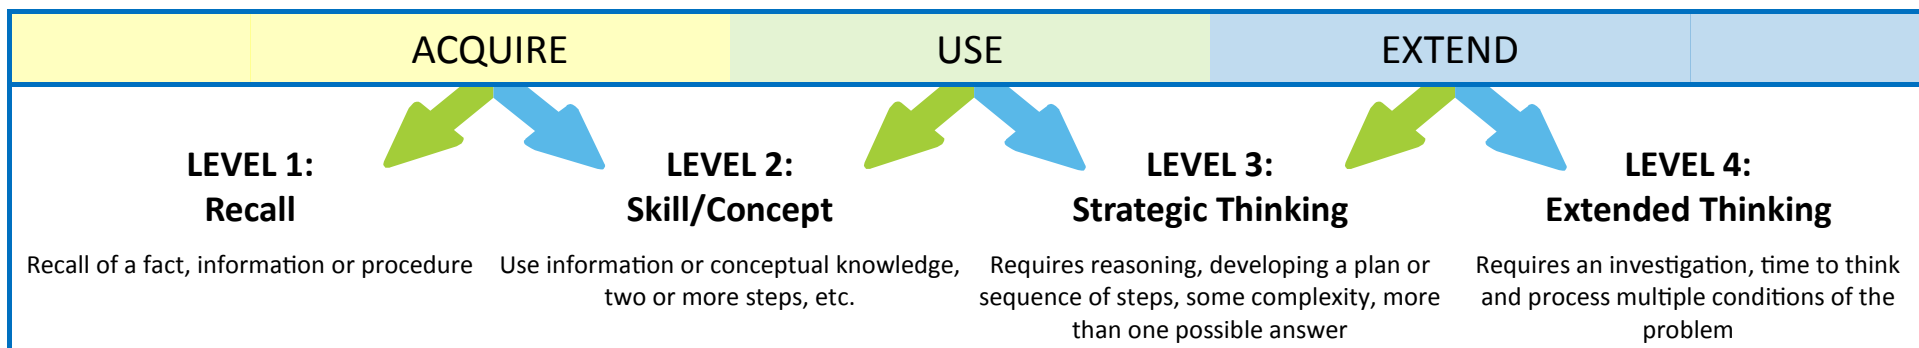 ACQUIRE
USE
EXTEND
LEVEL 1:
Recall
Recall of a fact, information or procedure
LEVEL 2:
Skill/Concept
Use information or conceptual knowledge,
two or more steps, etc.
LEVEL 3:
Strategic Thinking
Requires reasoning, developing a plan or
sequence of steps, some complexity, more
than one possible answer
LEVEL 4:
Extended Thinking
Requires an investigation, time to think
and process multiple conditions of the
problem